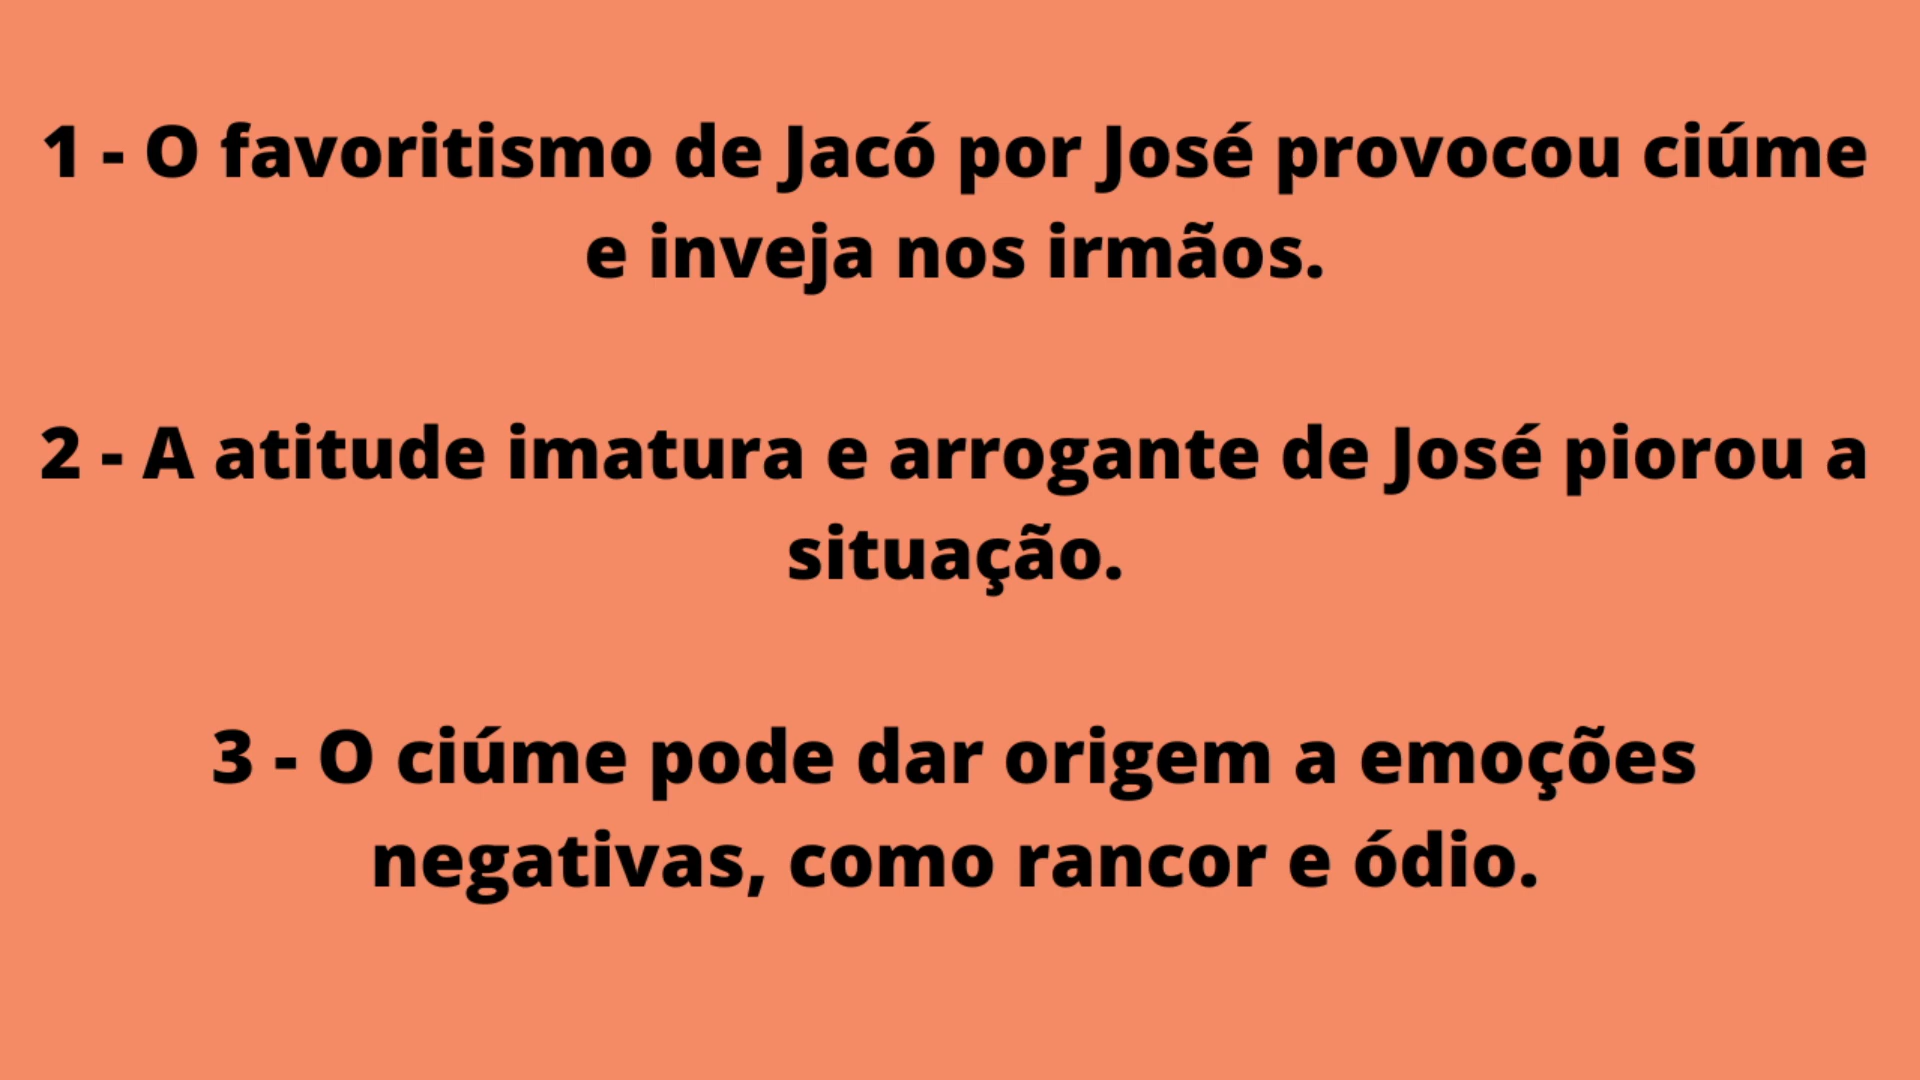 1 - O favoritismo de Jacó por José provocou ciúme
e inveja nos irmãos.
2 - A atitude imatura e arrogante de José piorou a
situação.
3 - O ciúme pode dar origem a emoções
negativas, como rancor e ódio.